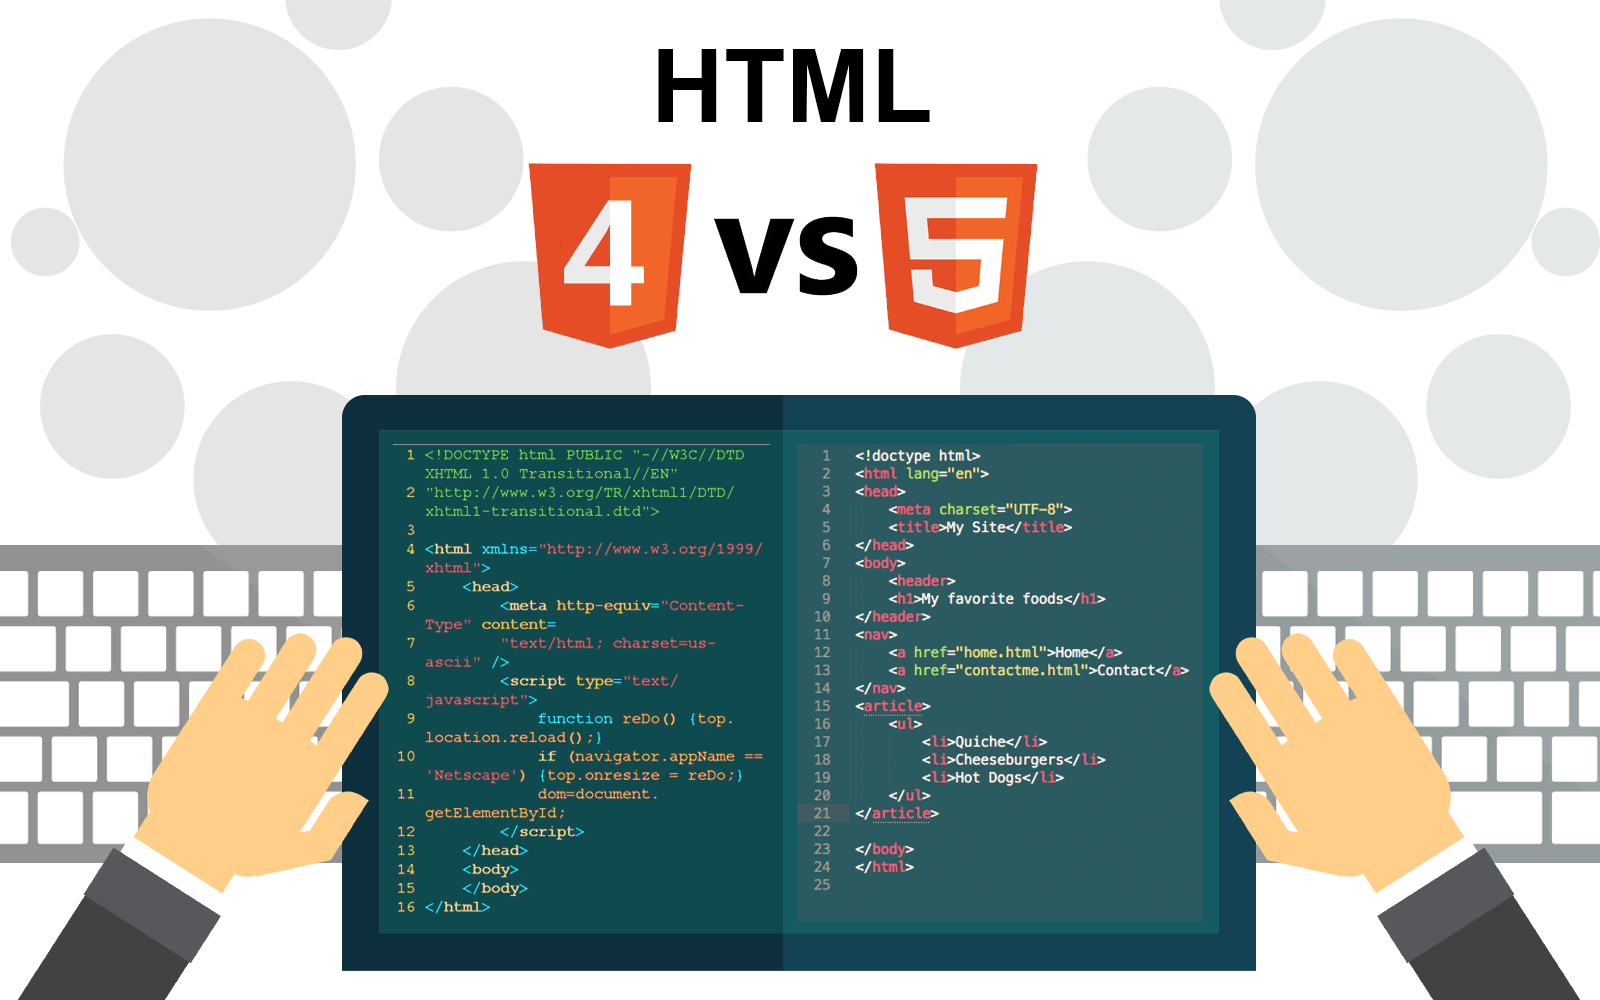 HTML
4 vs 5
1 <!DOCTYPE html PUBLIC "-//W3C//DTD
XHTML 1.0 Transitional//EN"
2 "http://www.w3.org/TR/xhtml1/DTD/
xhtml1-transitional.dtd">
3
4 <html xmlns="http://www.w3.org/1999/
xhtml">
5 <head>
6 <meta http-equiv="Content-
Type" content=
7 "text/html; charset=us-
ascii" />
8 <script type="text/
javascript">
9 function reDo() {top.
location.reload();}
10 if (navigator.appName ==
'Netscape') {top.onresize = reDo;}
11 dom=document.
getElementById;
12 </script>
13 </head>
14 <body>
15 </body>
16 </html>
1 <!doctype html>
2 <html lang="en">
3 <head>
4 <meta charset="UTF-8">
5 <title>My Site</title>
6 </head>
7 <body>
8 <header>
9 <h1>My favorite foods</h1>
10 </header>
11 <nav>
12 <a href="home.html">Home</a>
13 <a href="contactme.html">Contact</a>
14 </nav>
15 <article>
16 <ul>
17 <li>Quiche</li>
18 <li>Cheeseburgers</li>
19 <li>Hot Dogs</li>
20 </ul>
21 </article>
22
23 </body>
24 </html>
25